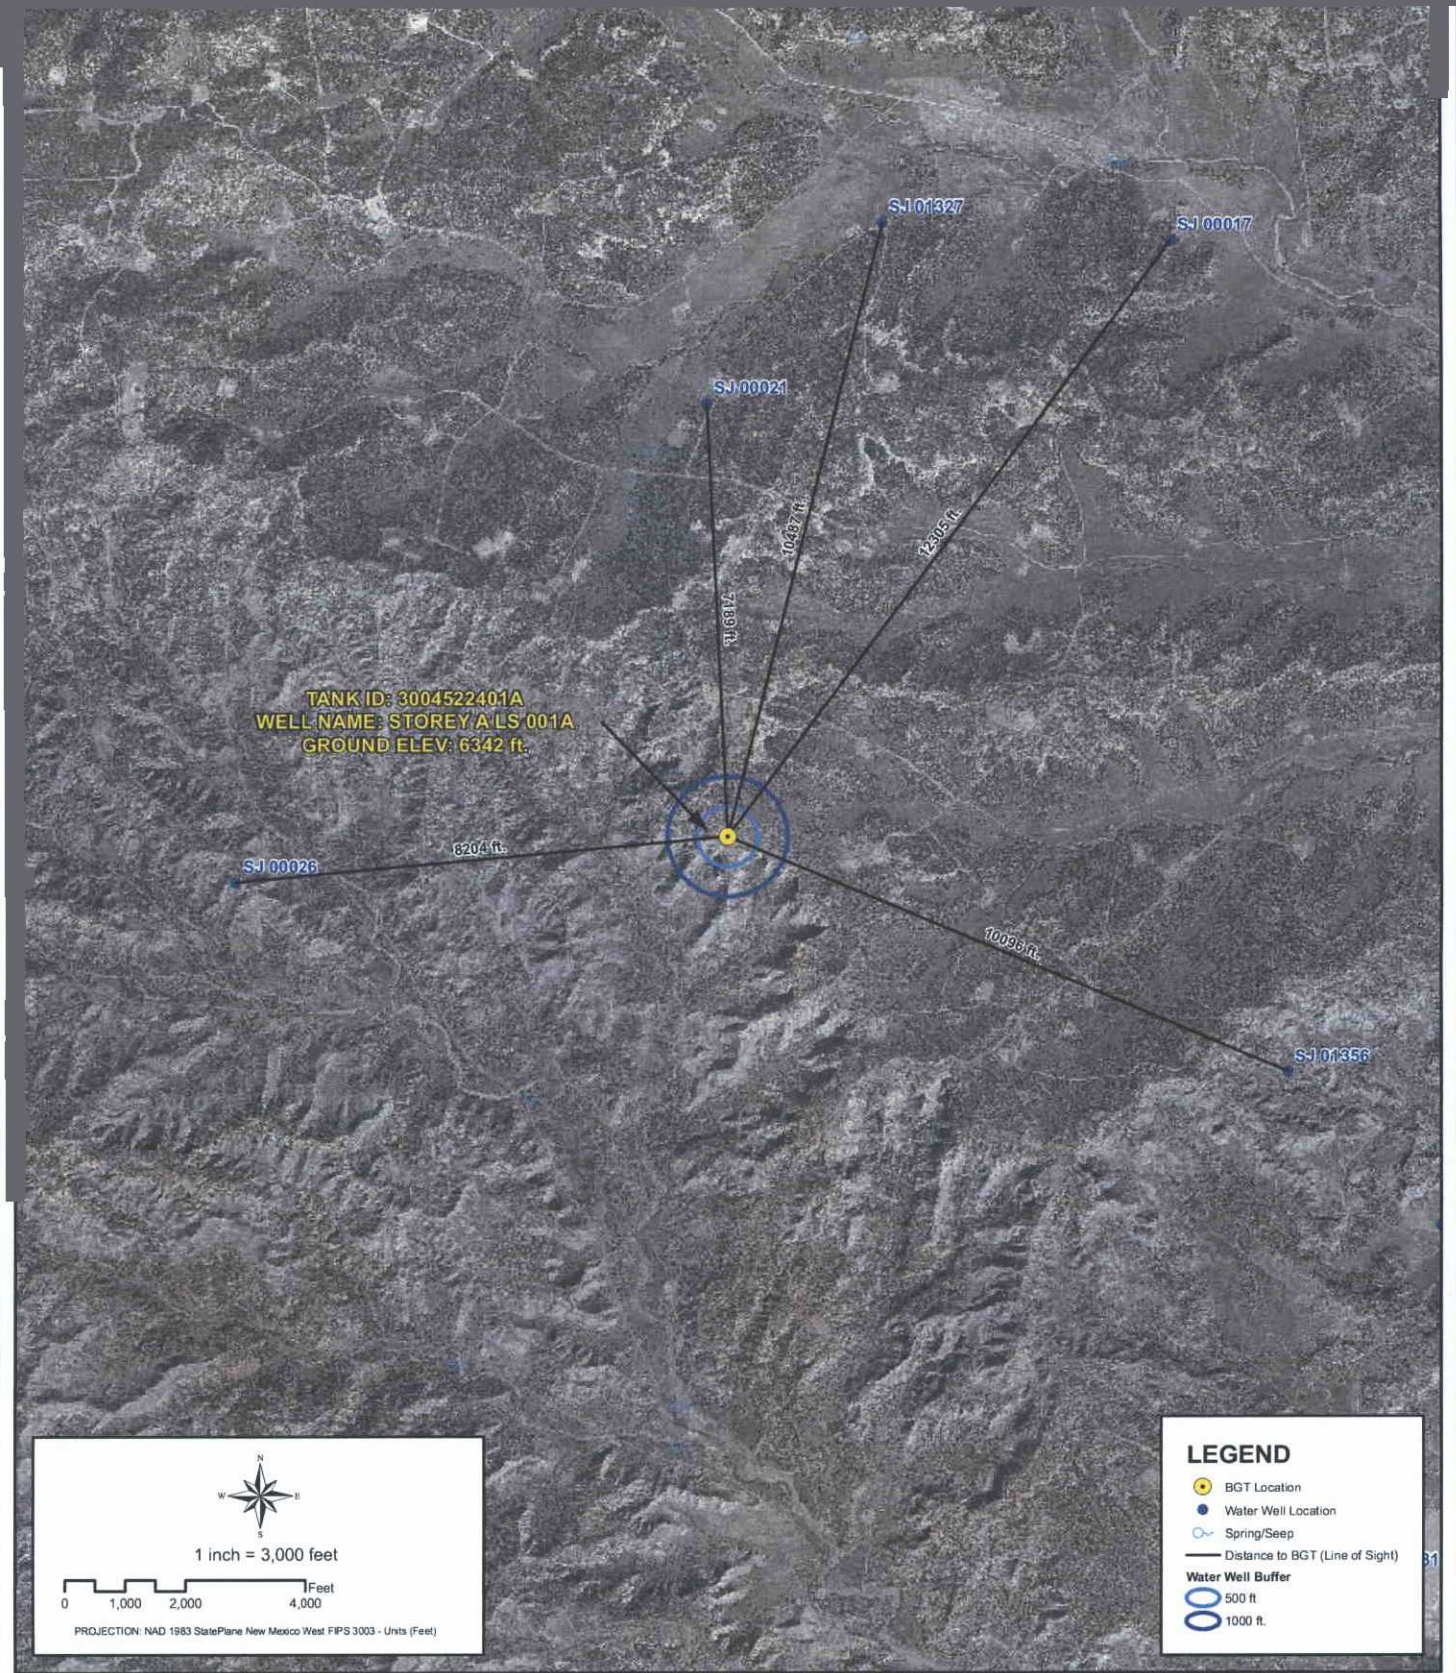 SJ 01327
SJ 00017
SJ 00021
10487 ft.
12305 ft.
7189 ft.
TANK ID: 3004522401A
WELL NAME: STOREY A LS 001A
GROUND ELEV: 6342 ft.
8204 ft.
SJ 00026
10096 ft.
SJ 01356
N
W E
S
1 inch = 3,000 feet
Feet
0 1,000 2,000 4,000
PROJECTION: NAD 1983 StatePlane New Mexico West FIPS 3003 - Units (Feet)
LEGEND
BGT Location
Water Well Location
Spring/Seep
Distance to BGT (Line of Sight)
Water Well Buffer
500 ft
1000 ft.